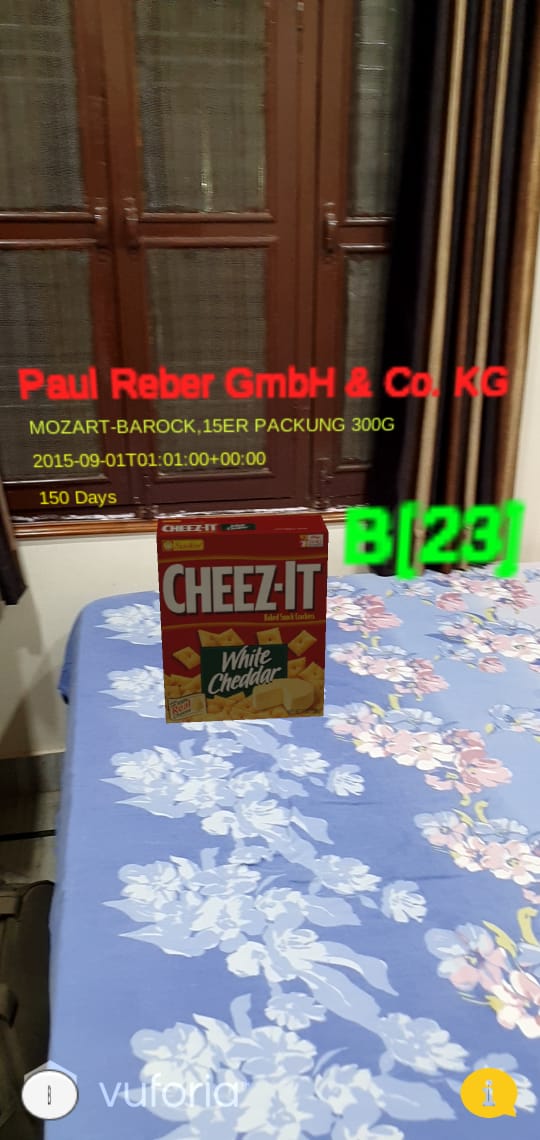 Paul Reber GmbH & Co. KG
MOZART-BAROCK,15ER PACKUNG 300G
2015-09-01T01:01:00+00:00
150 Days
B[23]
CHEEZ-IT
CHEEZ-IT
Baked Snack Crackers
White
Cheddar
Real
B
vuforia
i